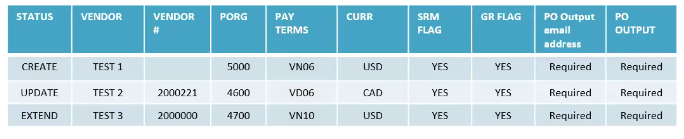 STATUS VENDOR VENDOR # PORG PAY TERMS CURR SRM FLAG GR FLAG PO Output email address PO OUTPUT
CREATE TEST 1 5000 VN06 USD YES YES Required Required
UPDATE TEST 2 2000221 4600 VD06 CAD YES YES Required Required
EXTEND TEST 3 2000000 4700 VN10 USD YES YES Required Required